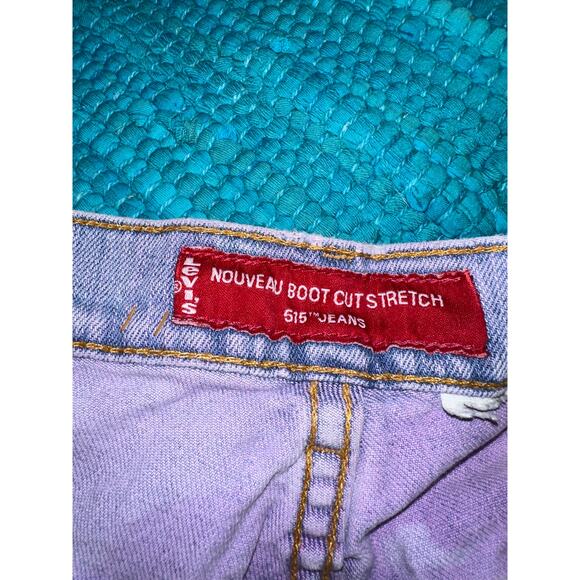 LEVI'S ®
NOUVEAU BOOT CUT STRETCH
515™ JEANS